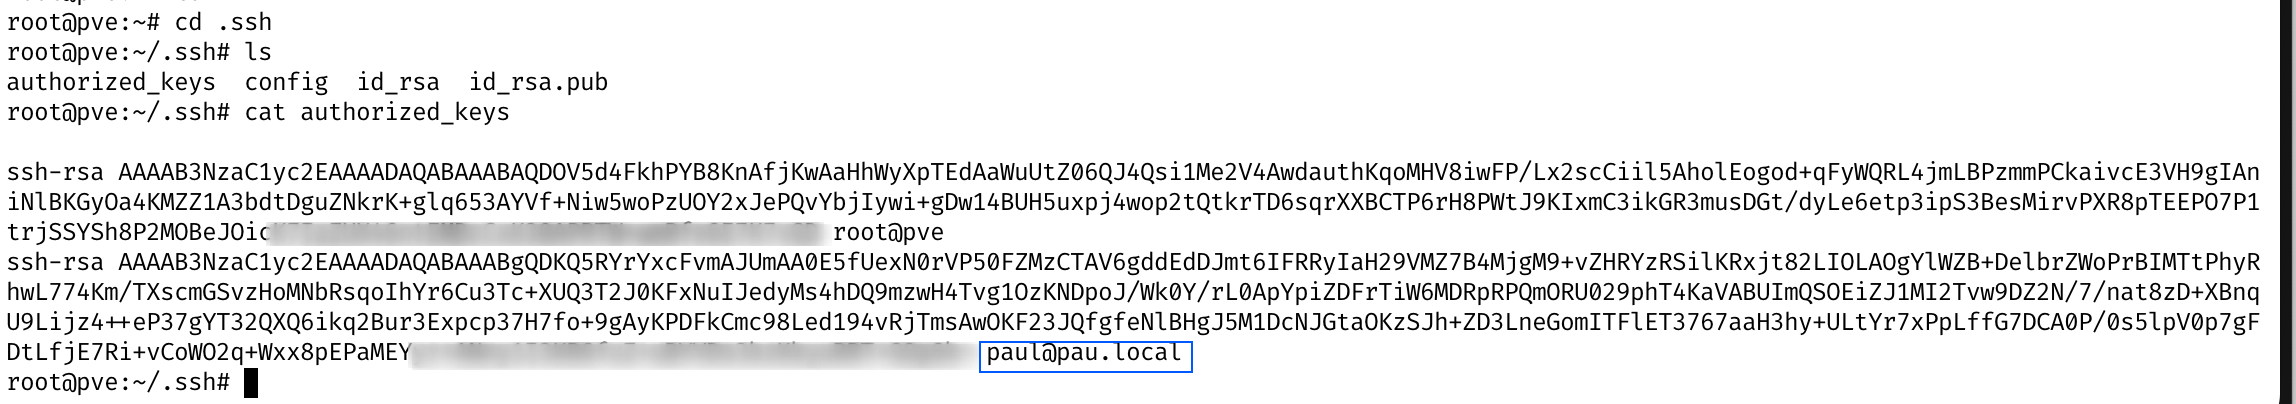 root@pve:~# cd .ssh
root@pve:~/.ssh# ls
authorized_keys  config  id_rsa  id_rsa.pub
root@pve:~/.ssh# cat authorized_keys
ssh-rsa AAAAB3NzaC1yc2EAAAADAQABAAABAQDOV5d4FkhPYB8KnAfjKwAaHhWyXpTEdAaWuUtZ06QJ4Qsi1Me2V4AwdauthKqoMHV8iwFP/Lx2scCiil5AholEogod+qFyWQRL4jmLBPzmmPCkaivcE3VH9gIAn
iNlBKGyOa4KMZZ1A3bdtDguZNkrK+glq653AYVf+Niw5woPzUOY2xJePQvYbjIywi+gDw14BUH5uxpj4wop2tQtkrTD6sqrXXBCTP6rH8PWtJ9KIxmC3ikGR3musDGt/dyLe6etp3ipS3BesMirvPXR8pTEEPO7P1
trjSSYSh8P2MOBeJOic root@pve
ssh-rsa AAAAB3NzaC1yc2EAAAADAQABAAABgQDKQ5RYrYxcFvmAJUmAA0E5fUexN0rVP50FZMzCTAV6gddEdDJmt6IFRRyIaH29VMZ7B4MjgM9+vZHRYzRSilKRxjt82LIOLAOgYlWZB+DelbrZWoPrBIMTtPhyR
hwL774Km/TXscmGSvzHoMNbRsqoIhYr6Cu3Tc+XUQ3T2J0KFxNuIJedyMs4hDQ9mzwH4Tvg1OzKNDpoJ/Wk0Y/rL0ApYpiZDFrTiW6MDRpRPQmORU029phT4KaVABUImQSOEiZJ1MI2Tvw9DZ2N/7/nat8zD+XBnq
U9Lijz4++eP37gYT32QXQ6ikq2Bur3Expcp37H7fo+9gAyKPDFkCmc98Led194vRjTmsAwOKF23JQfgfeNlBHgJ5M1DcNJGtaOKzSJh+ZD3LneGomITFlET3767aaH3hy+ULtYr7xPpLffG7DCA0P/0s5lpV0p7gF
DtLfjE7Ri+vCoWO2q+Wxx8pEPaMEY paul@pau.local
root@pve:~/.ssh#